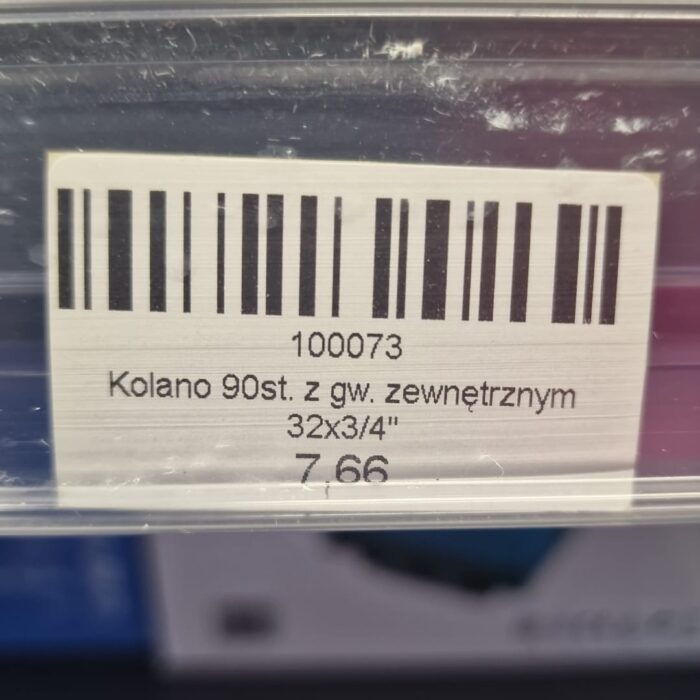 100073
Kolano 90st. z gw. zewnętrznym
32x3/4"
7,66